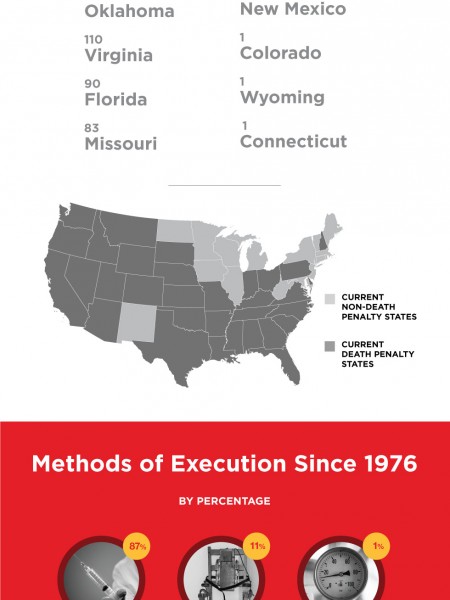 Oklahoma
New Mexico
110
Virginia
1
Colorado
90
Florida
1
Wyoming
83
Missouri
1
Connecticut
CURRENT
NON-DEATH
PENALTY STATES
CURRENT
DEATH PENALTY
STATES
Methods of Execution Since 1976
BY PERCENTAGE
87%
11%
1%